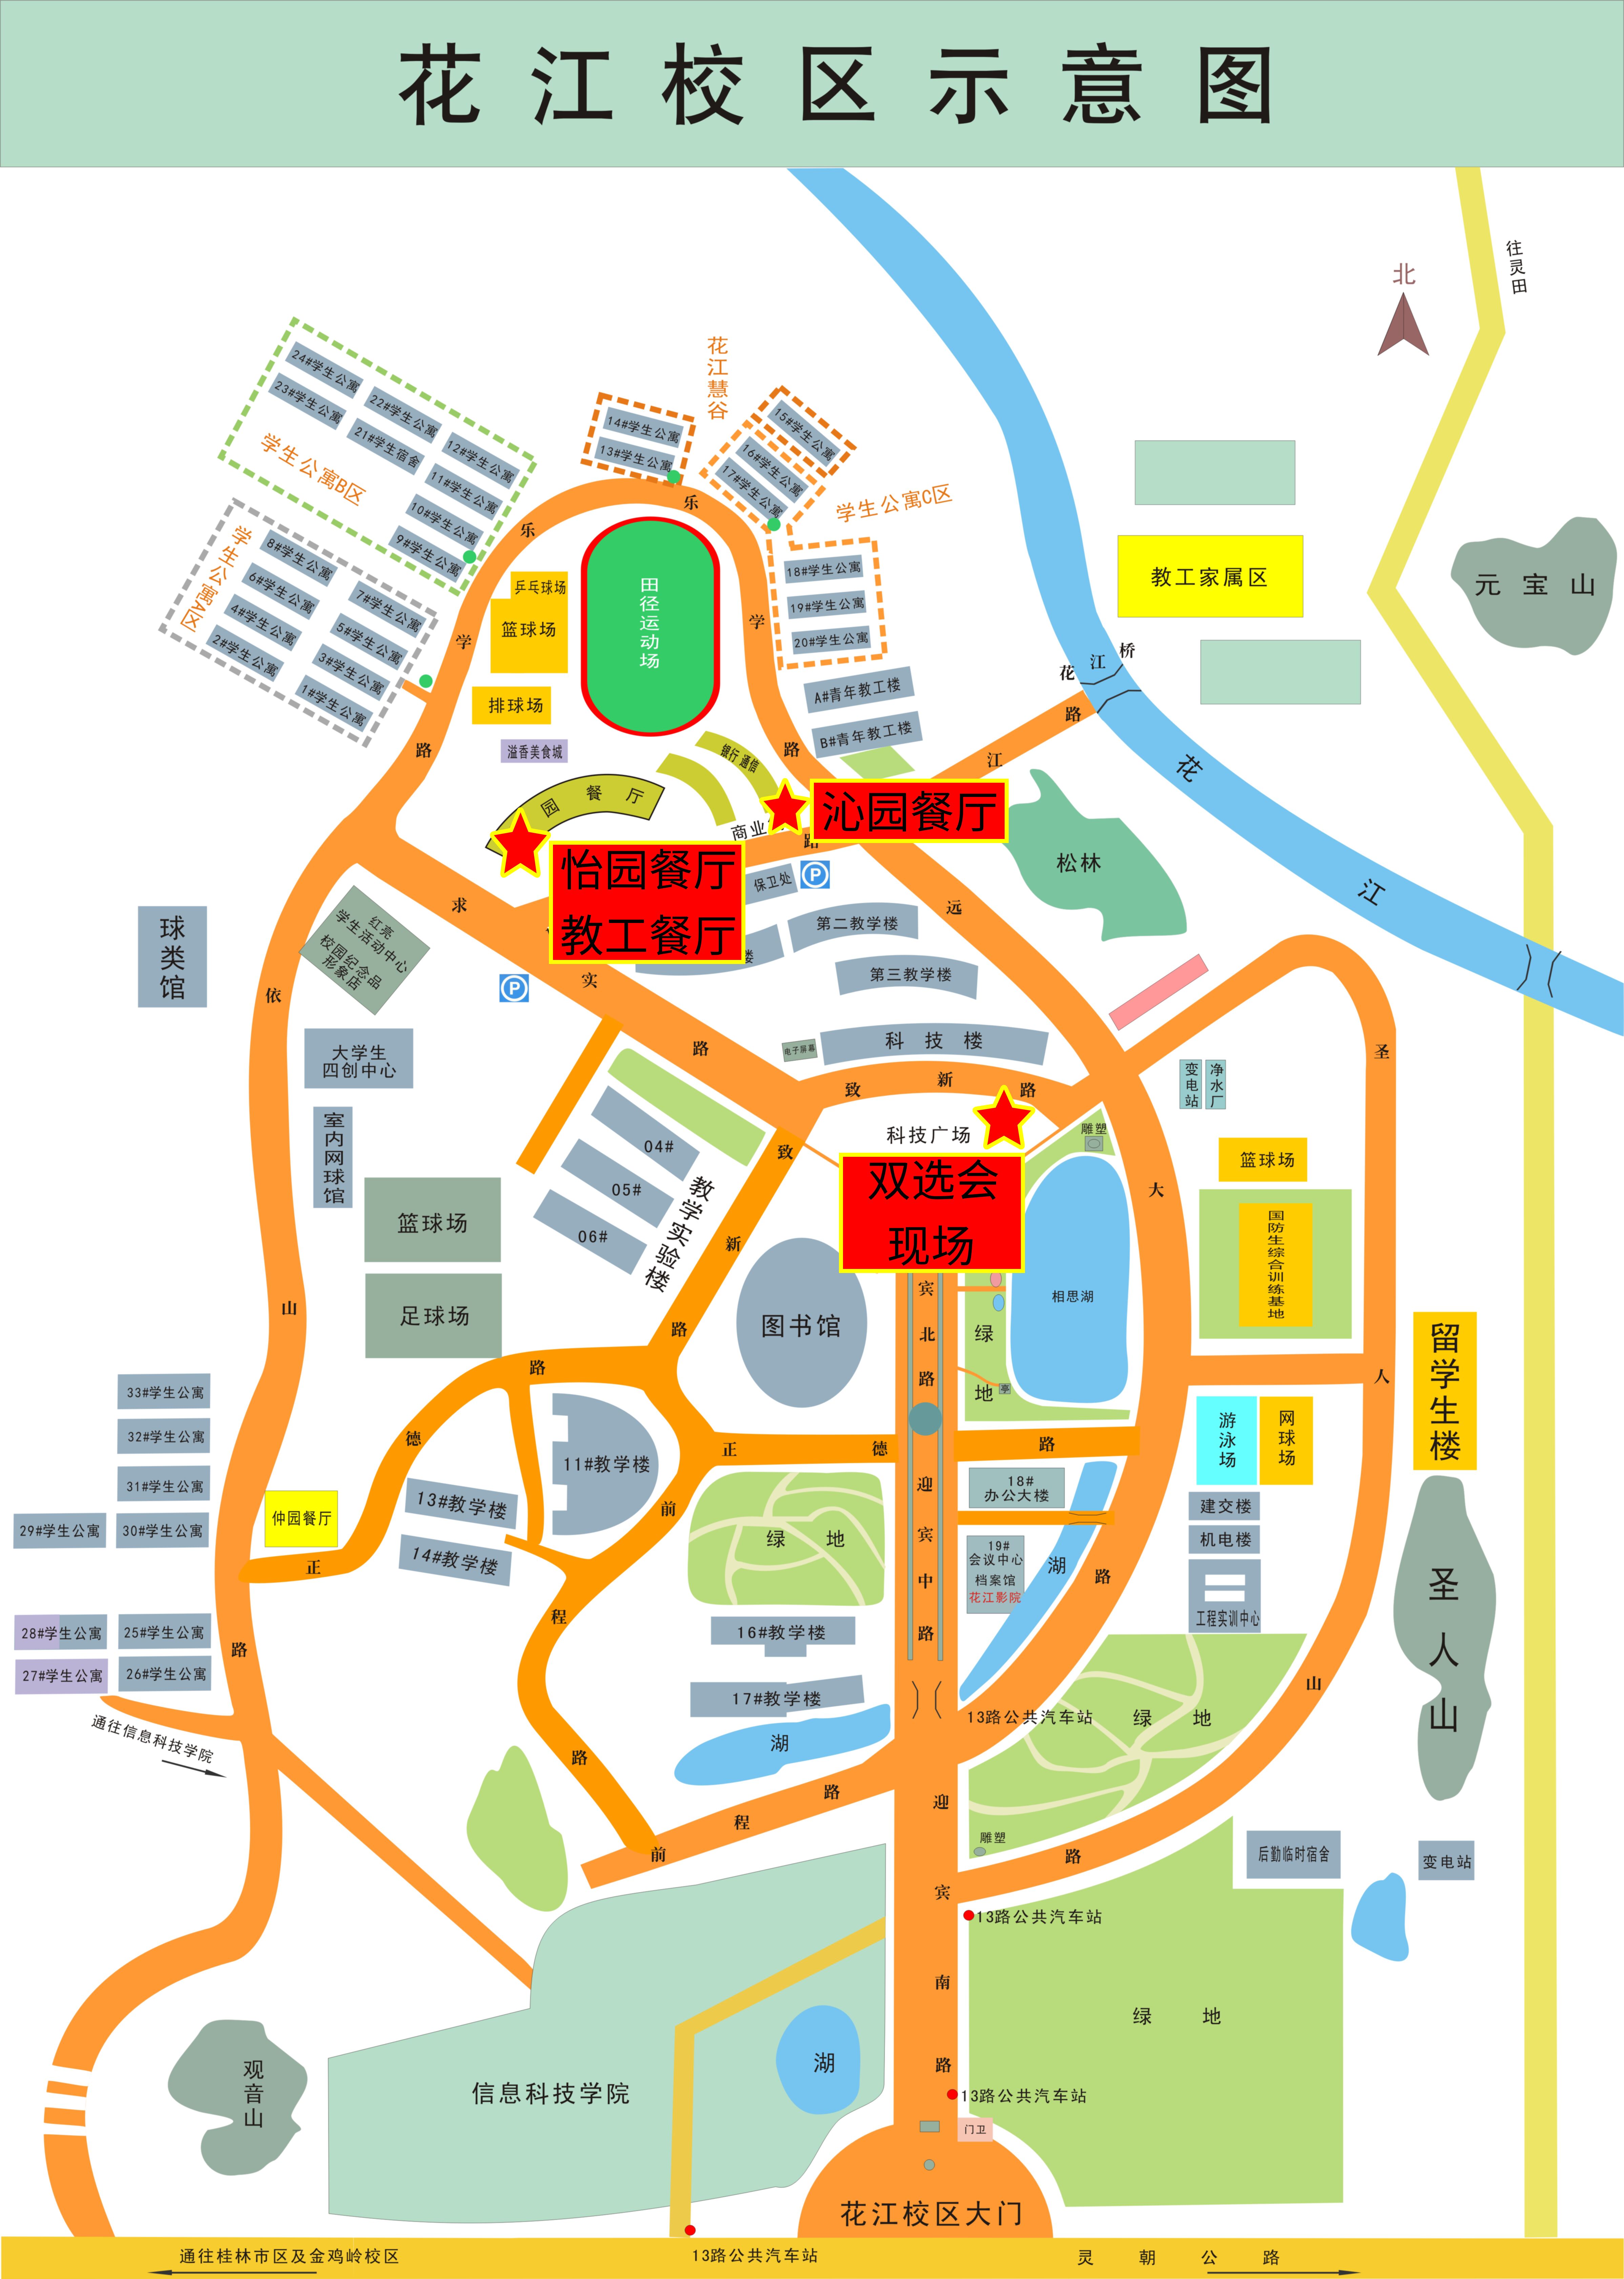 花江校区示意图
往灵田
北
花江慧谷
24#学生公寓
23#学生公寓
22#学生公寓
21#学生宿舍
12#学生公寓
11#学生公寓
10#学生公寓
9#学生公寓
学生公寓B区
14#学生公寓
13#学生公寓
15#学生公寓
16#学生公寓
17#学生公寓
学生公寓C区
学生公寓A区
8#学生公寓
6#学生公寓
4#学生公寓
2#学生公寓
7#学生公寓
5#学生公寓
3#学生公寓
1#学生公寓
乐学路
乐学路
乒乓球场
篮球场
排球场
田径运动场
18#学生公寓
19#学生公寓
20#学生公寓
A#青年教工楼
B#青年教工楼
教工家属区
元宝山
花江桥
江路
花江
溢香美食城
银行 通信
园餐厅
商业
路
沁园餐厅
怡园餐厅
教工餐厅
松林
保卫处
P
第二教学楼
楼
第三教学楼
远大路
求实路
球类馆
红亮
学生活动中心
校园纪念品
形象店
P
依山路
大学生
四创中心
电子屏幕
科技楼
致新路
科技广场
双选会
现场
雕塑
变电站
净水厂
圣人山路
室内网球馆
04#
05#
06#
教学实验楼
致新路
篮球场
足球场
图书馆
相思湖
篮球场
国防生综合训练基地
留学生楼
迎宾北路
绿地
亭
33#学生公寓
32#学生公寓
31#学生公寓
29#学生公寓
30#学生公寓
仲园餐厅
正德路
11#教学楼
13#教学楼
14#教学楼
正德路
前程路
绿地
迎宾中路
18#
办公大楼
19#
会议中心
档案馆
花江影院
湖
游泳场
网球场
建交楼
机电楼
工程实训中心
圣人山
28#学生公寓
25#学生公寓
27#学生公寓
26#学生公寓
通往信息科技学院
16#教学楼
17#教学楼
湖
13路公共汽车站
绿地
前程路
雕塑
后勤临时宿舍
变电站
13路公共汽车站
迎宾南路
绿地
观音山
信息科技学院
湖
13路公共汽车站
门卫
花江校区大门
通往桂林市区及金鸡岭校区
13路公共汽车站
灵朝公路